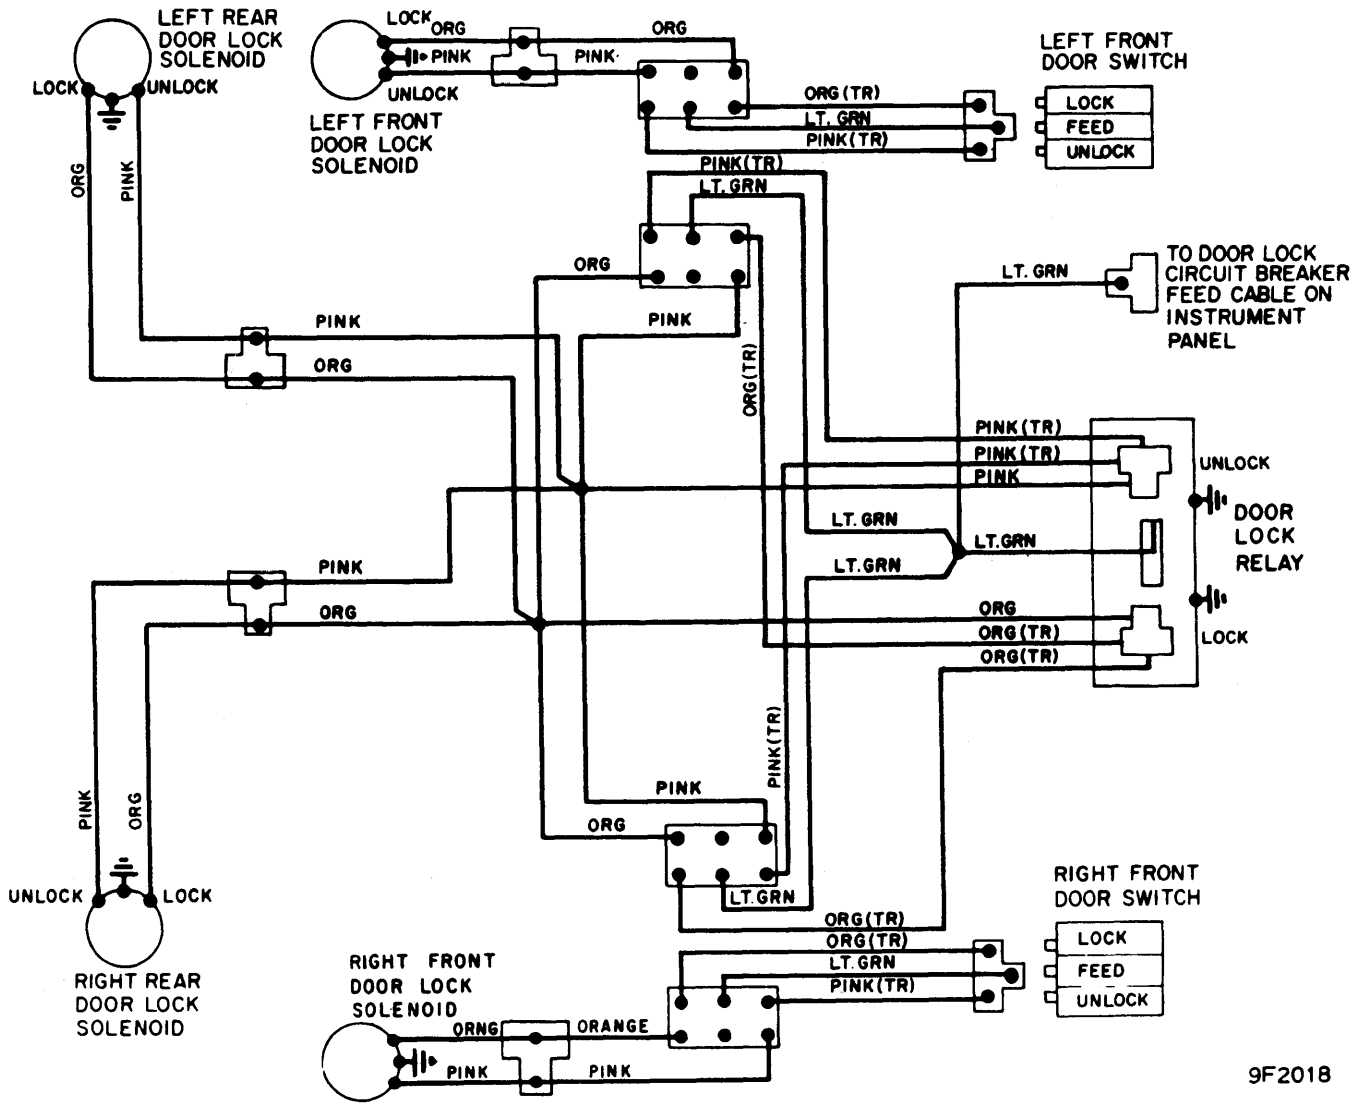 LEFT REAR
DOOR LOCK
SOLENOID
LOCK
UNLOCK
ORG
PINK
LOCK
ORG
PINK
UNLOCK
LEFT FRONT
DOOR LOCK
SOLENOID
ORG
PINK
ORG (TR)
LT. GRN
PINK (TR)
LEFT FRONT
DOOR SWITCH
LOCK
FEED
UNLOCK
PINK (TR)
LT. GRN
ORG
PINK
ORG (TR)
LT. GRN
TO DOOR LOCK
CIRCUIT BREAKER
FEED CABLE ON
INSTRUMENT
PANEL
PINK
ORG
PINK (TR)
PINK (TR)
PINK
UNLOCK
LT. GRN
LT. GRN
LT. GRN
DOOR
LOCK
RELAY
PINK
ORG
ORG
ORG (TR)
ORG (TR)
LOCK
PINK
ORG
PINK (TR)
PINK
ORG
LT. GRN
ORG (TR)
UNLOCK
LOCK
RIGHT REAR
DOOR LOCK
SOLENOID
RIGHT FRONT
DOOR LOCK
SOLENOID
ORNG
ORANGE
PINK
PINK
ORG (TR)
LT. GRN
PINK (TR)
RIGHT FRONT
DOOR SWITCH
LOCK
FEED
UNLOCK
9F2018